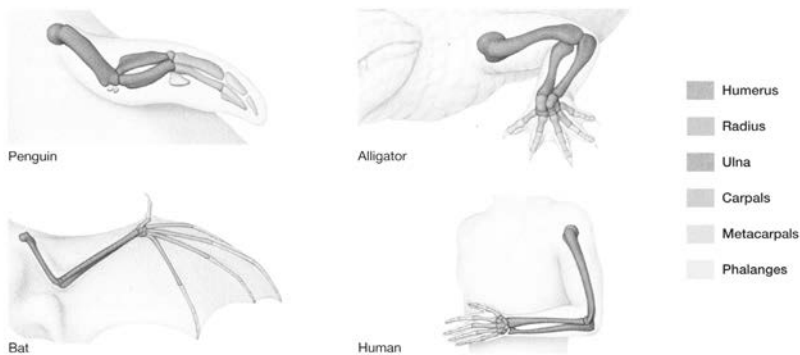 Penguin
Alligator
Bat
Human
Humerus
Radius
Ulna
Carpals
Metacarpals
Phalanges